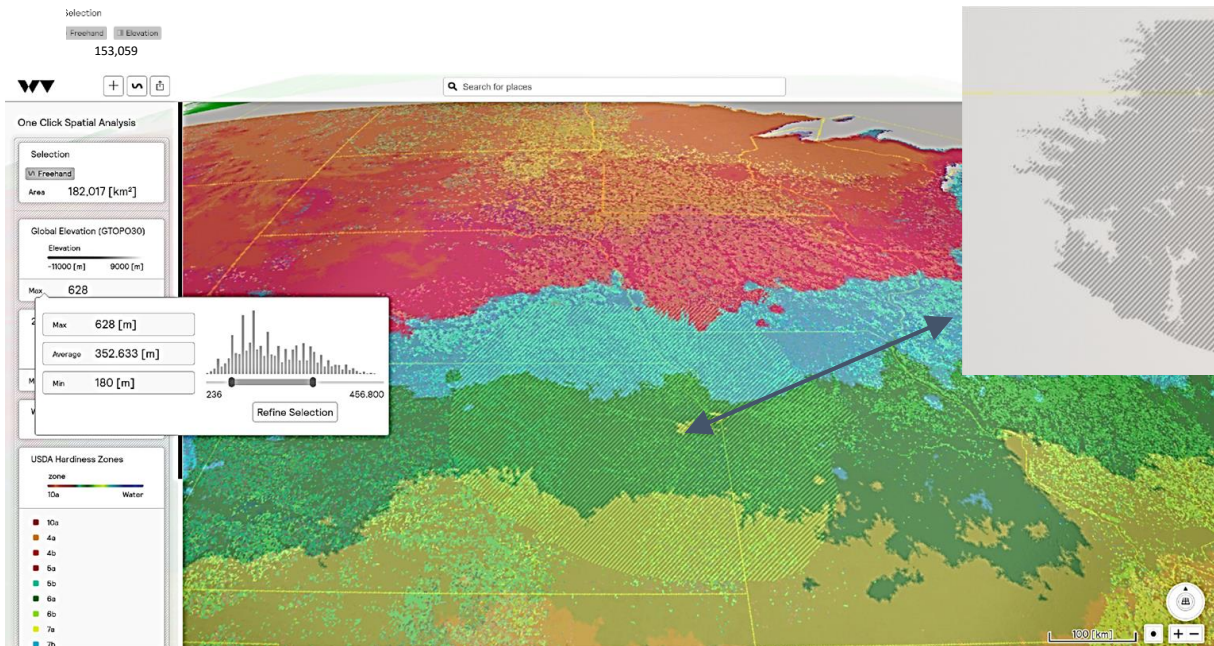 Selection
Freehand Elevation
153,059
Search for places
One Click Spatial Analysis
Selection
Freehand
Area 182,017 [km²]
Global Elevation (GTOPO30)
Elevation
-11000 [m] 9000 [m]
Max 628
Max 628 [m]
Average 352.633 [m]
Min 180 [m]
236 456.800
Refine Selection
USDA Hardiness Zones
zone
10a Water
10a
4a
4b
5a
5b
6a
6b
7a
7b
100 [km]